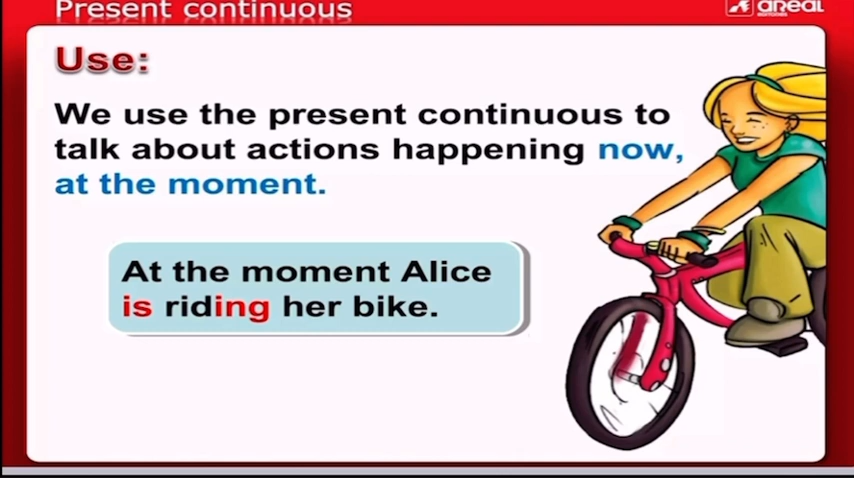 Present continuous
aReal
EDITORES
Use:
We use the present continuous to
talk about actions happening now,
at the moment.
At the moment Alice
is riding her bike.